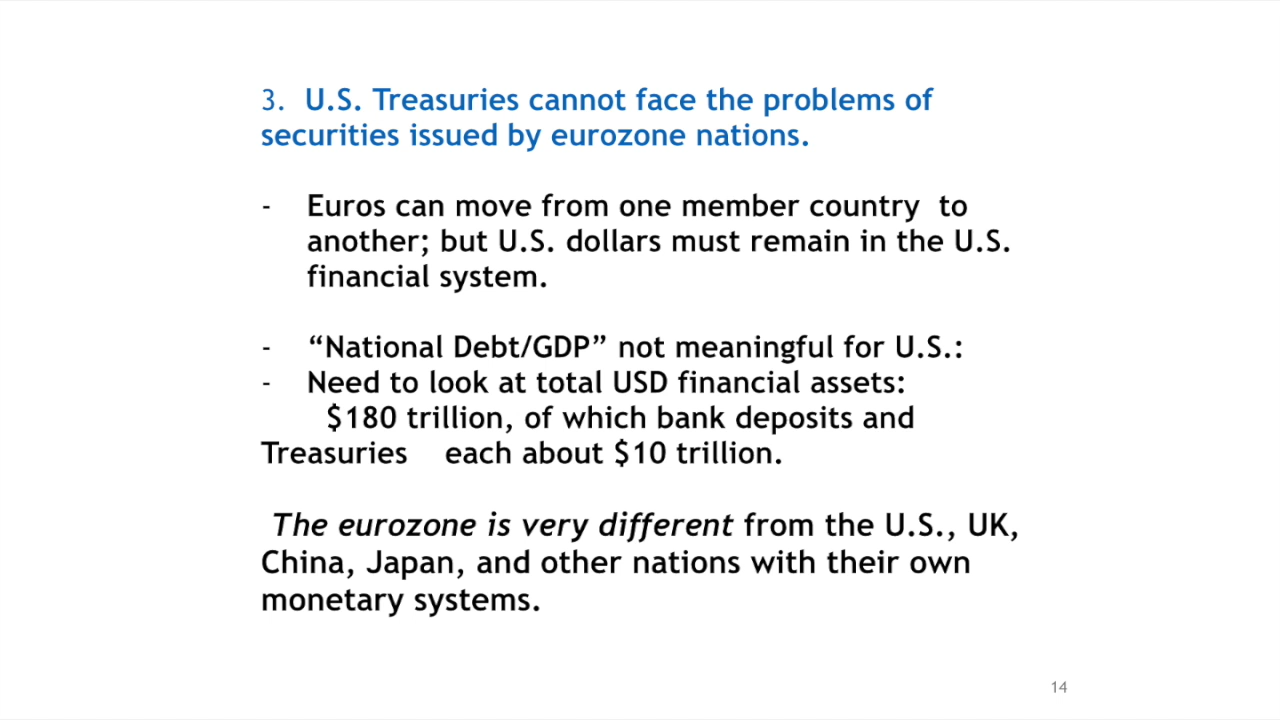 3. U.S. Treasuries cannot face the problems of
securities issued by eurozone nations.
- Euros can move from one member country to
another; but U.S. dollars must remain in the U.S.
financial system.
- “National Debt/GDP” not meaningful for U.S.:
- Need to look at total USD financial assets:
$180 trillion, of which bank deposits and
Treasuries each about $10 trillion.
The eurozone is very different from the U.S., UK,
China, Japan, and other nations with their own
monetary systems.
14